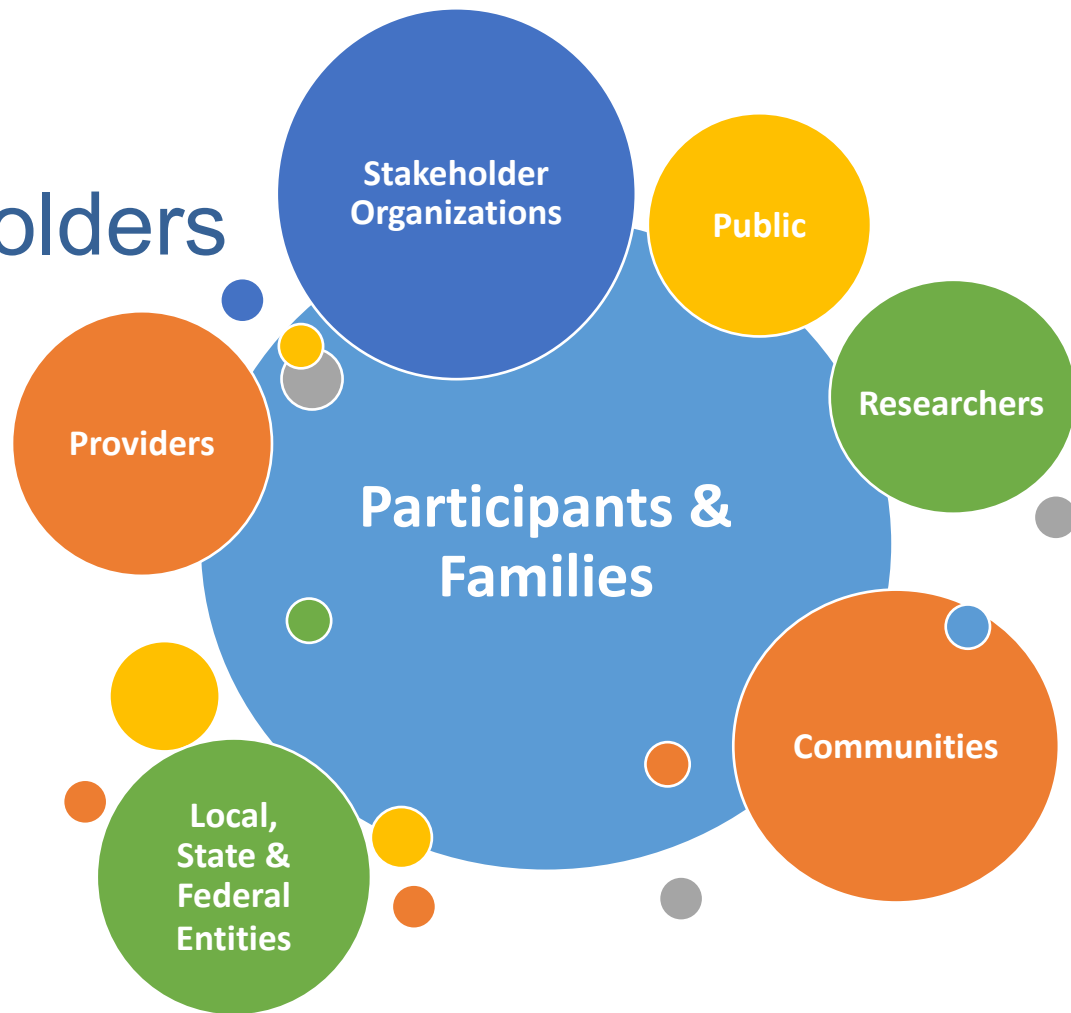 olders
Stakeholder
Organizations
Public
Researchers
Providers
Participants &
Families
Communities
Local,
State &
Federal
Entities